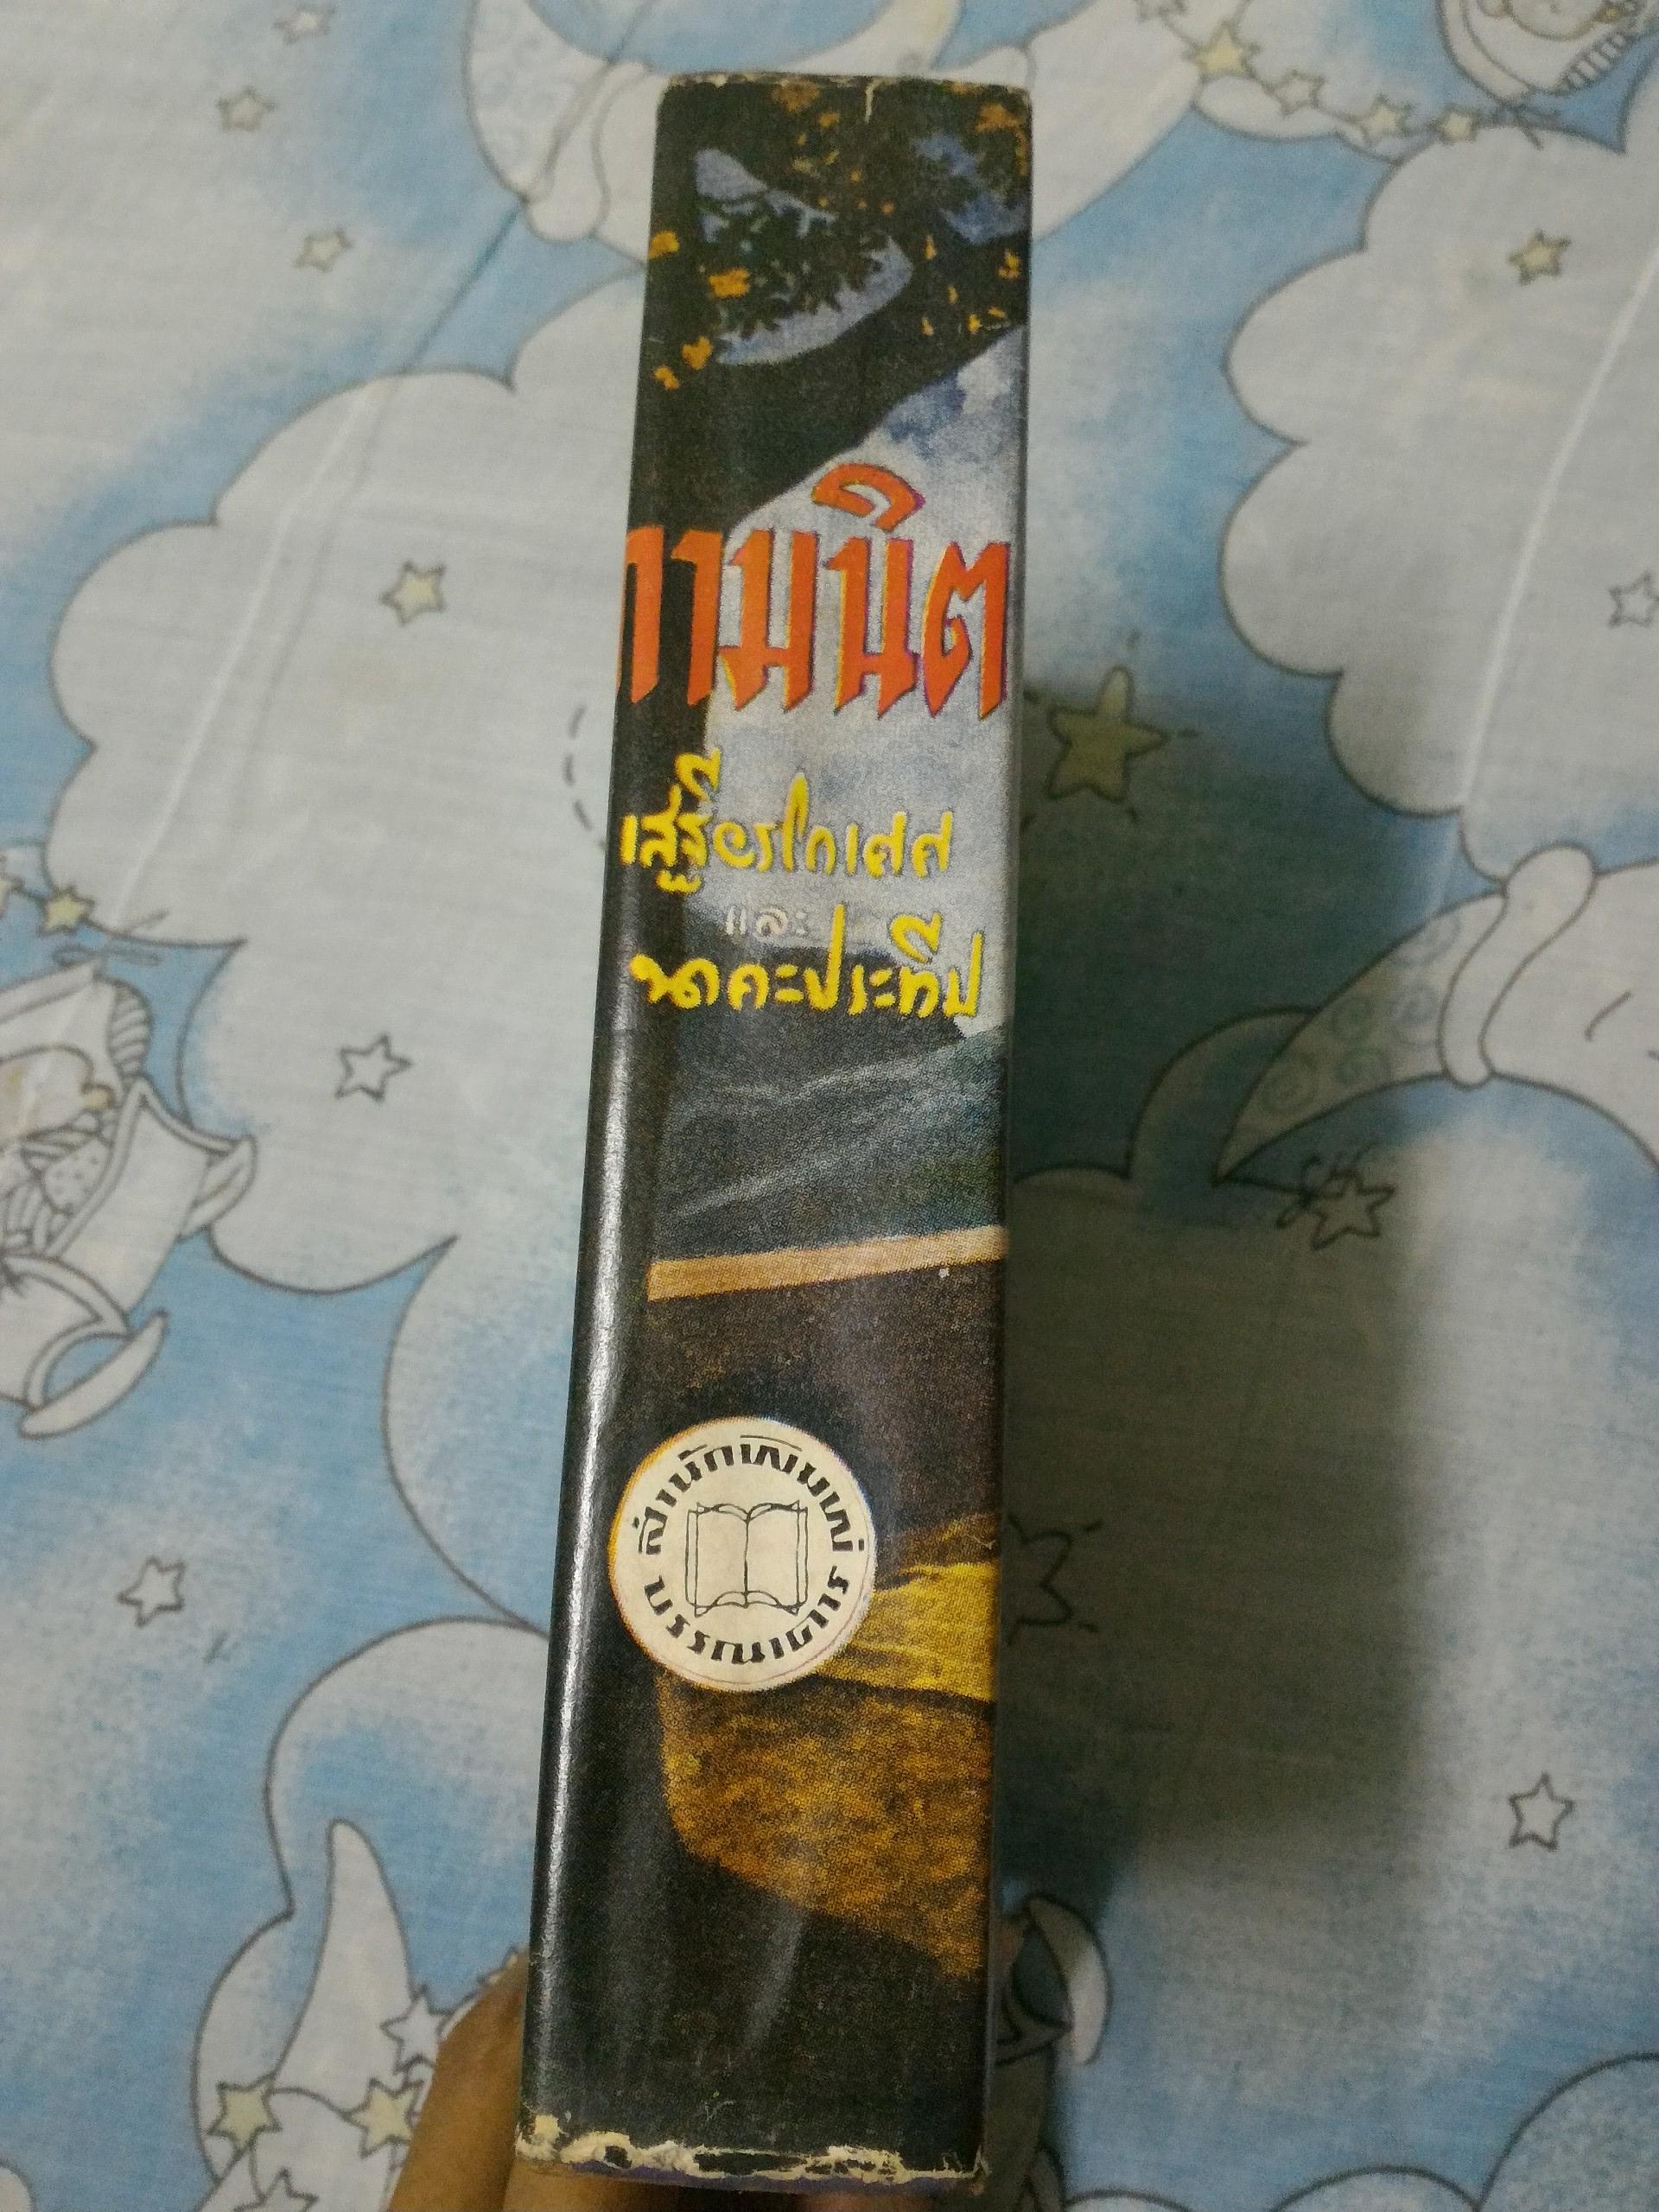 กามนิต
เสฐียรโกเศศ
และ
นาคะประทีป
สำนักพิมพ์
บรรณาคาร